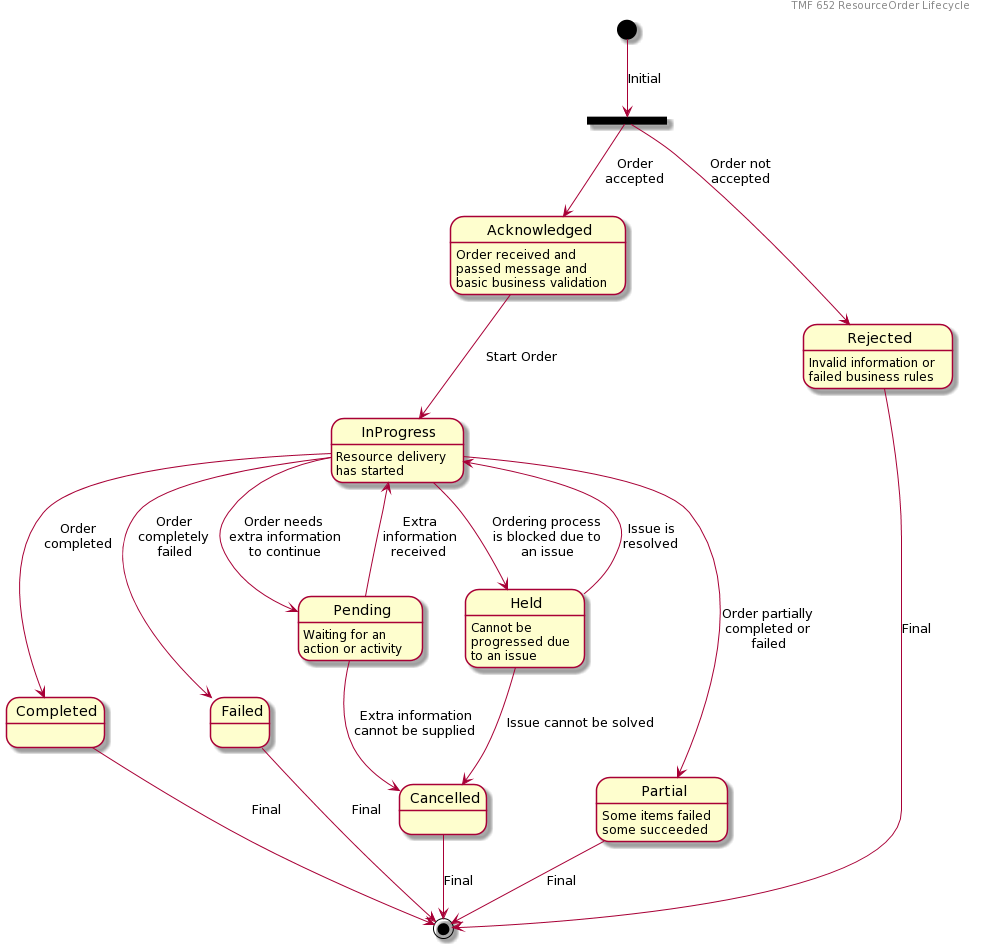 TMF 652 ResourceOrder Lifecycle
Initial
Order
accepted
Order not
accepted
Acknowledged
Order received and
passed message and
basic business validation
Rejected
Invalid information or
failed business rules
Start Order
InProgress
Resource delivery
has started
Order
completed
Order
completely
failed
Order needs
extra information
to continue
Extra
information
received
Ordering process
is blocked due to
an issue
Issue is
resolved
Order partially
completed or
failed
Final
Pending
Waiting for an
action or activity
Held
Cannot be
progressed due
to an issue
Completed
Failed
Extra information
cannot be supplied
Issue cannot be solved
Cancelled
Partial
Some items failed
some succeeded
Final
Final
Final
Final